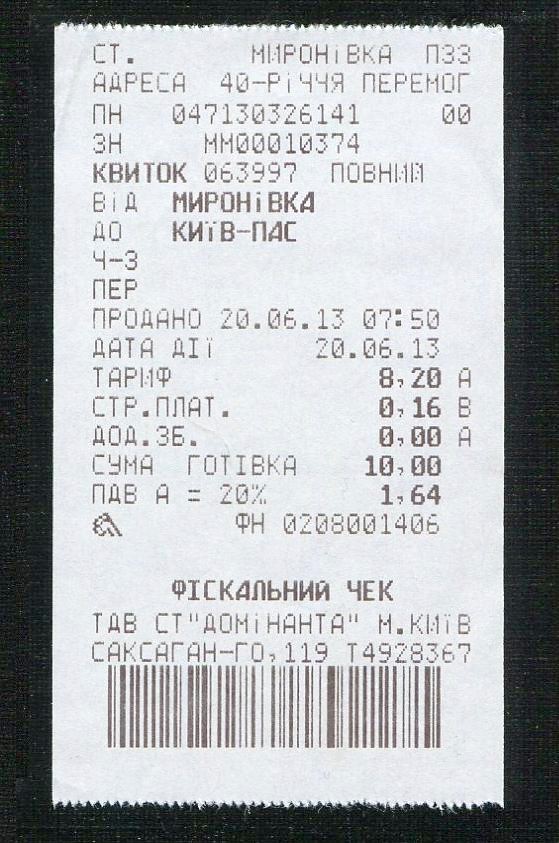 СТ. МИРОНіВКА ПЗЗ
АДРЕСА 40-РіЧЧЯ ПЕРЕМОГ
ПН 047130326141 00
ЗН ММ00010374
КВИТОК 063997 ПОВНИЙ
ВіД МИРОНіВКА
ДО КИїВ-ПАС
Ч-З
ПЕР
ПРОДАНО 20.06.13 07:50
ДАТА ДІЇ 20.06.13
ТАРИФ 8,20 А
СТР.ПЛАТ. 0,16 В
ДОД.ЗБ. 0,00 А
СУМА ГОТІВКА 10,00
ПДВ А = 20% 1,64
ФН 0208001406
ФІСКАЛЬНИЙ ЧЕК
ТДВ СТ"ДОМіНАНТА" М.КИЇВ
САКСАГАН-ГО,119 Т4928367